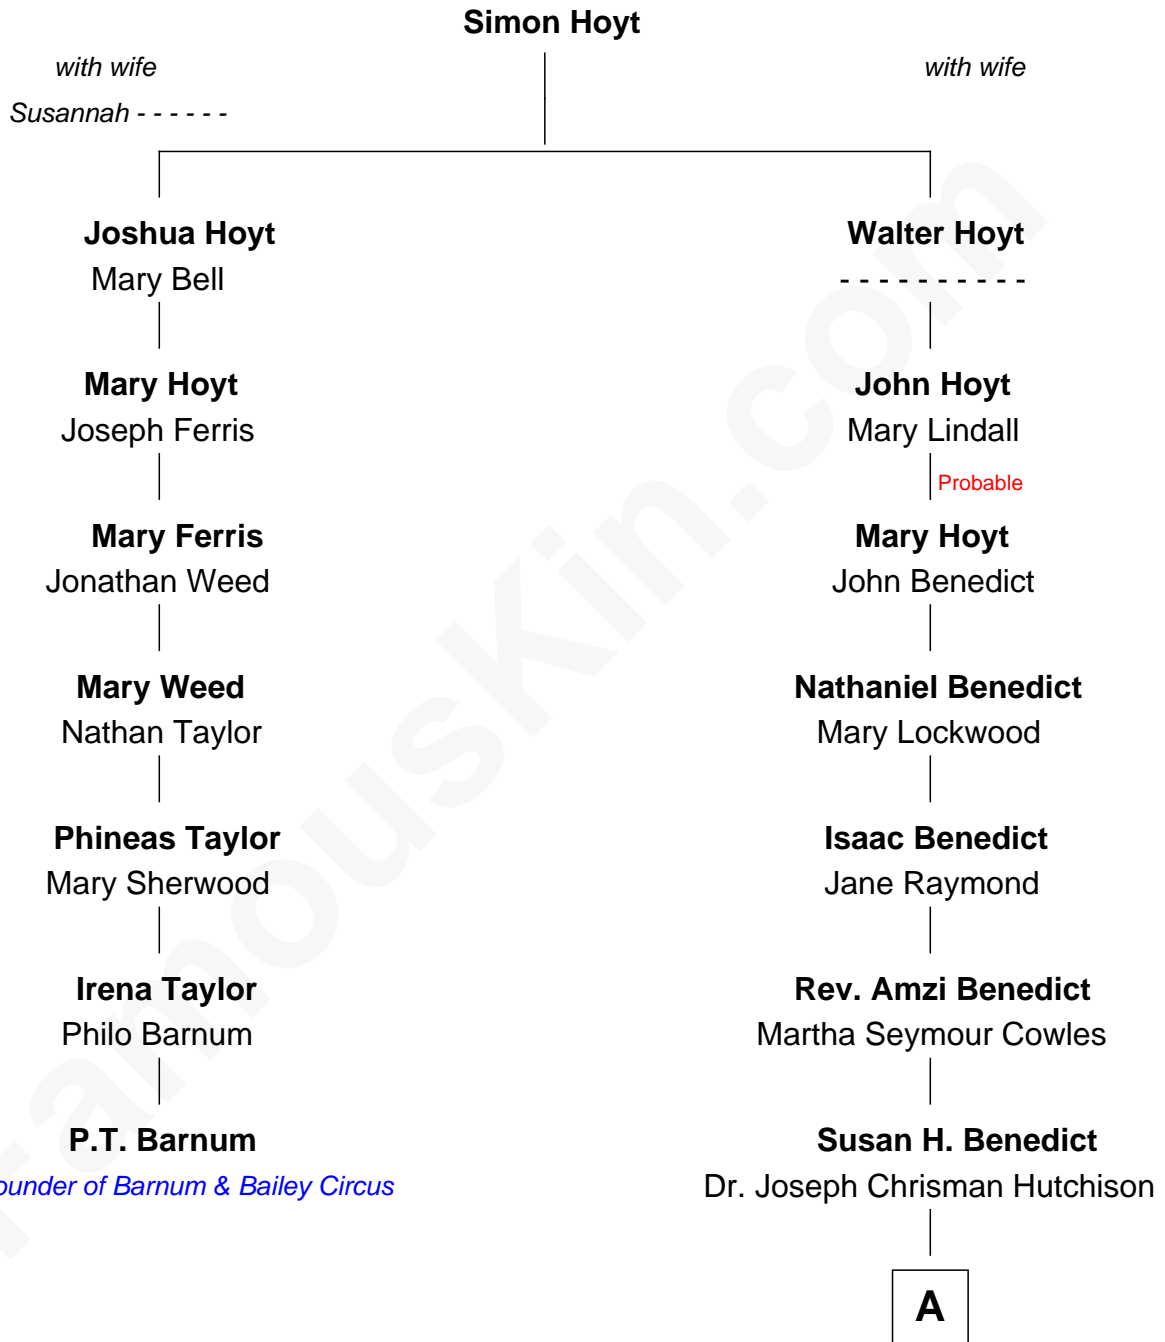 Simon Hoyt
with wife
with wife
Susannah - - - - - -
Joshua Hoyt
Walter Hoyt
Mary Bell
- - - - - - - - - -
Mary Hoyt
John Hoyt
Joseph Ferris
Mary Lindall
Probable
Mary Ferris
Mary Hoyt
Jonathan Weed
John Benedict
Mary Weed
Nathaniel Benedict
Nathan Taylor
Mary Lockwood
Phineas Taylor
Isaac Benedict
Mary Sherwood
Jane Raymond
Irena Taylor
Rev. Amzi Benedict
Philo Barnum
Martha Seymour Cowles
P.T. Barnum
Susan H. Benedict
ounder of Barnum & Bailey Circus
Dr. Joseph Chrisman Hutchison
A
FamousKin.com